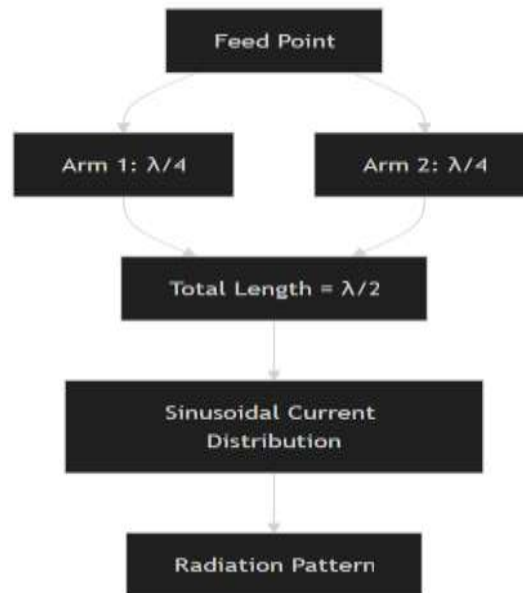 Feed Point
Arm 1: λ/4
Arm 2: λ/4
Total Length = λ/2
Sinusoidal Current
Distribution
Radiation Pattern